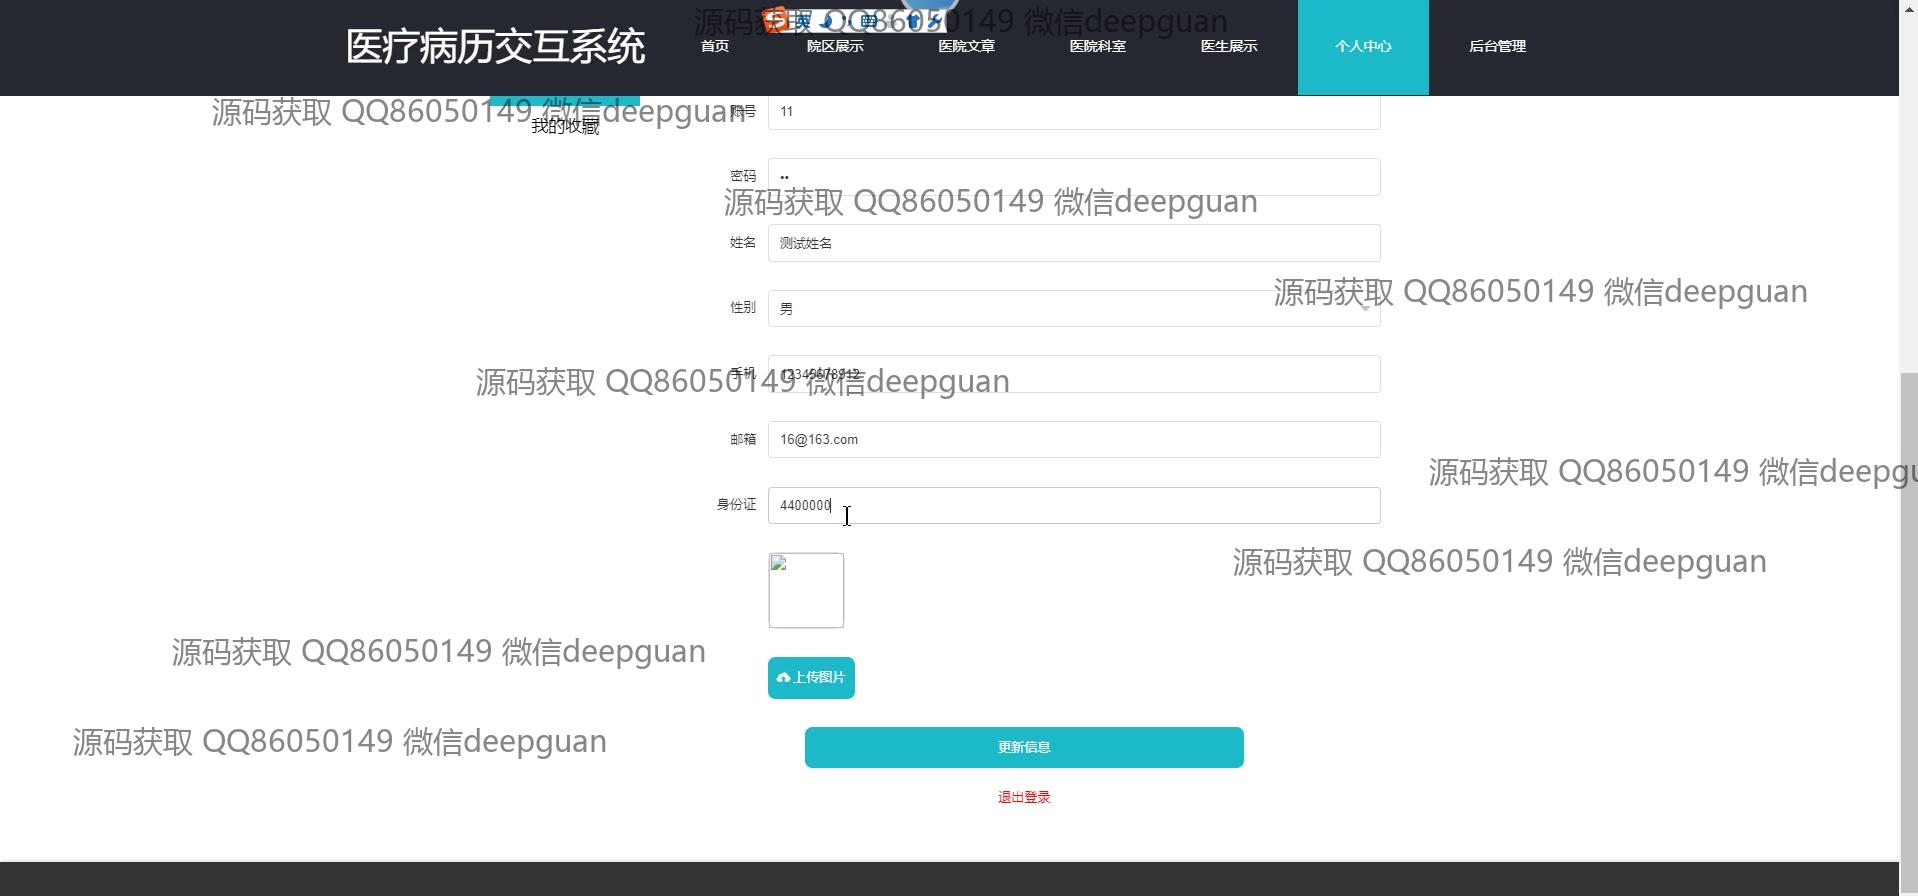 源码获取 QQ86050149 微信deepguan
英
医疗病历交互系统
首页
院区展示
医院文章
医院科室
医生展示
个人中心
后台管理
源码获取 QQ86050149 微信deepguan
账号
11
我的收藏
密码
••
源码获取 QQ86050149 微信deepguan
姓名
测试姓名
源码获取 QQ86050149 微信deepguan
性别
男
手机
12345678912
源码获取 QQ86050149 微信deepguan
邮箱
16@163.com
源码获取 QQ86050149 微信deepgu
身份证
4400000
源码获取 QQ86050149 微信deepguan
源码获取 QQ86050149 微信deepguan
上传图片
源码获取 QQ86050149 微信deepguan
更新信息
退出登录